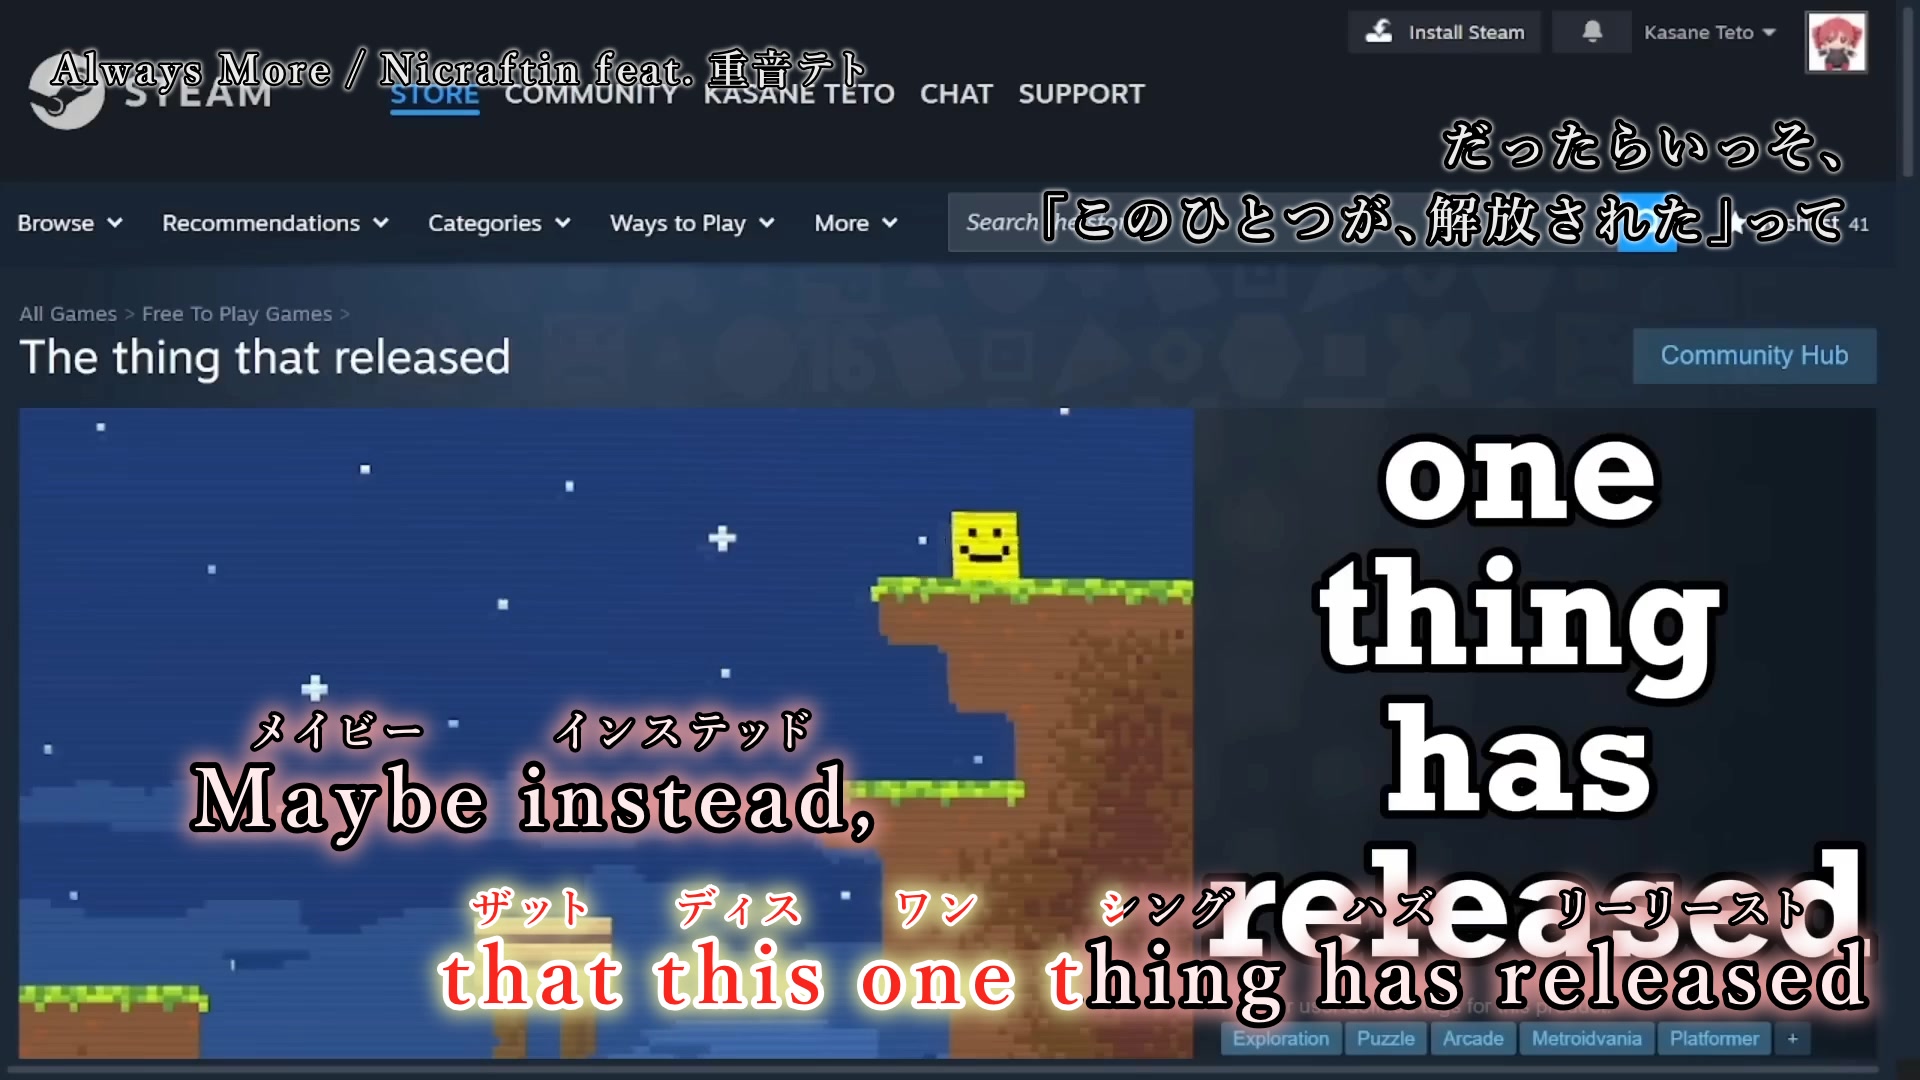 Install Steam
Kasane Teto
Always More / Nicraftin feat. 重音テト
STEAM
STORE COMMUNITY KASANE TETO CHAT SUPPORT
だったらいっそ、
「このひとつが、解放された」って
Browse Recommendations Categories Ways to Play More
Search the store
41
All Games > Free To Play Games >
The thing that released
Community Hub
one
thing
has
released
メイビー インステッド
Maybe instead,
ザット ディス ワン シング ハズ リーリースト
that this one thing has released
Exploration Puzzle Arcade Metroidvania Platformer +